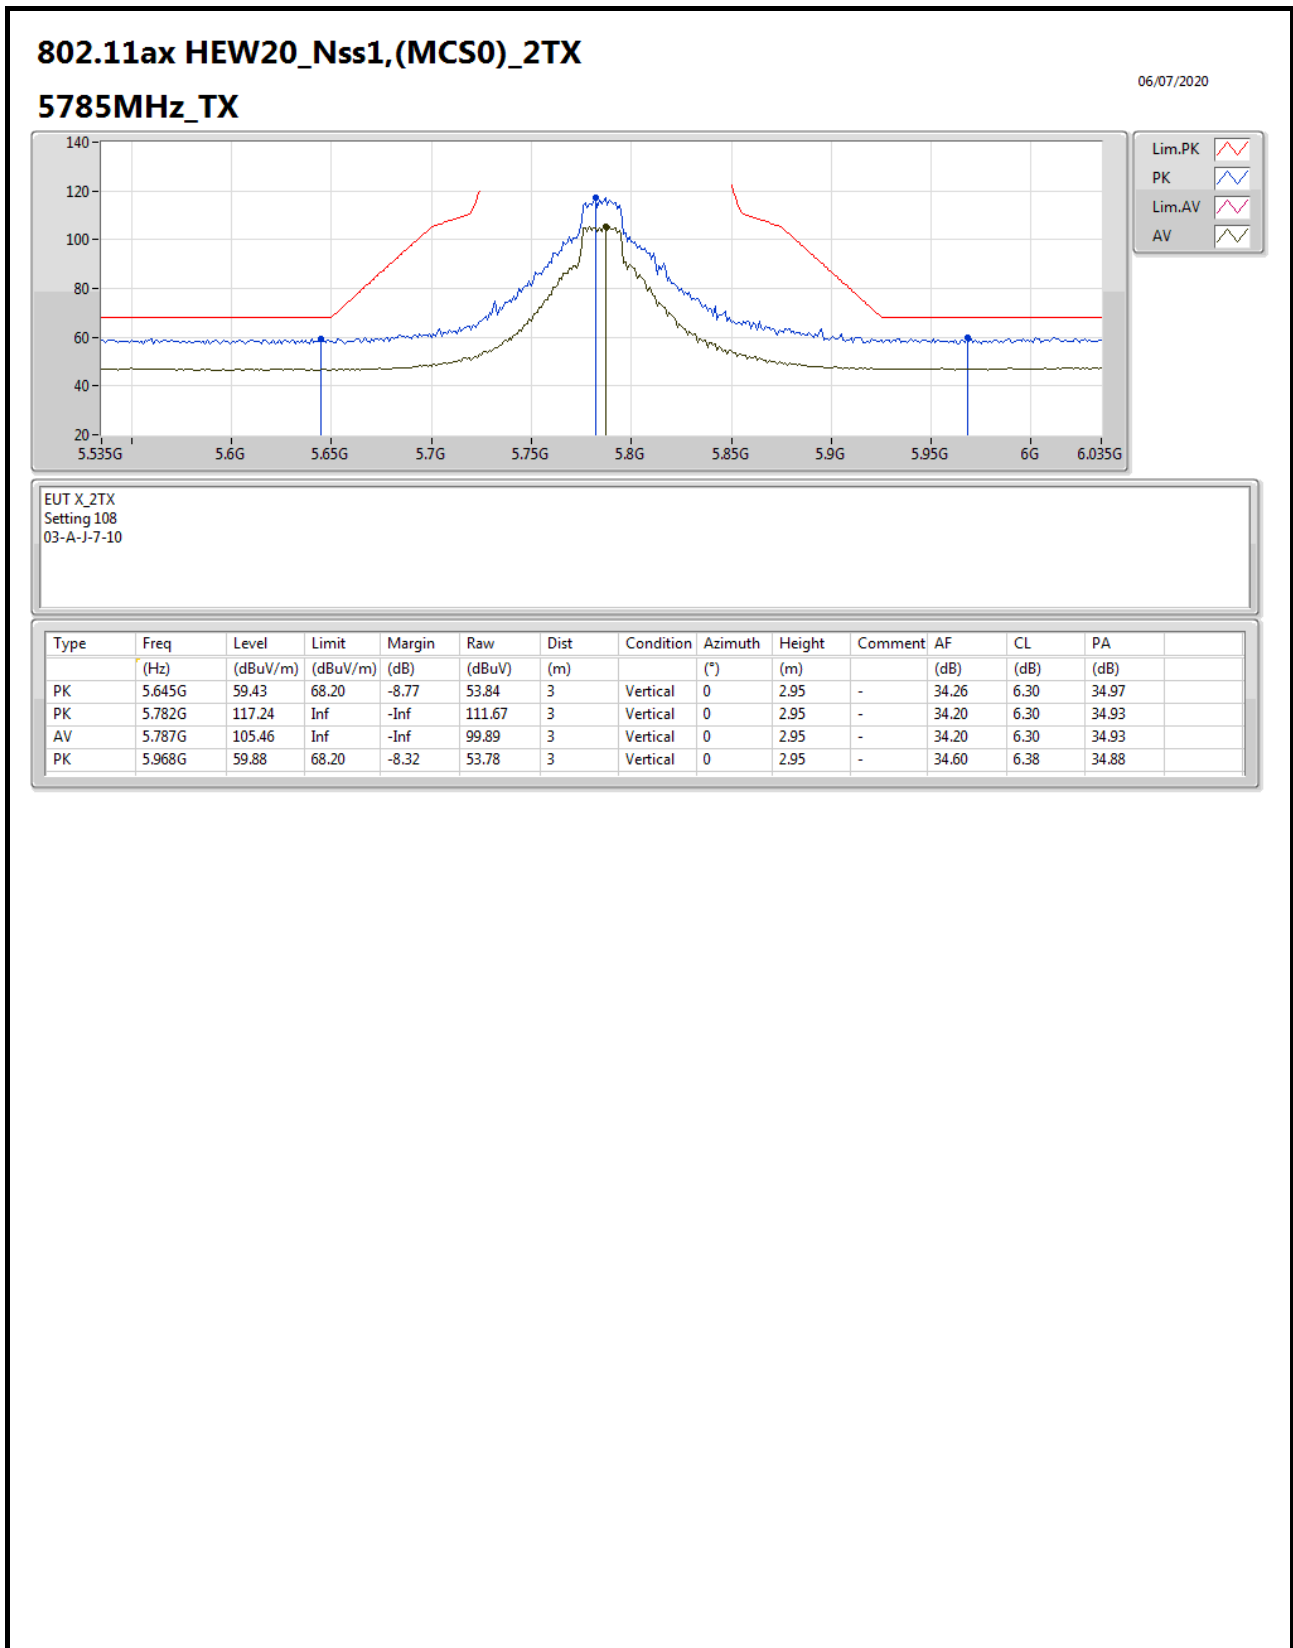 802.11ax HEW20_Nss1,(MCS0)_2TX
06/07/2020
5785MHz_TX
140
120
100
80
60
40
20
5.535G 5.6G 5.65G 5.7G 5.75G 5.8G 5.85G 5.9G 5.95G 6G 6.035G
Lim.PK
PK
Lim.AV
AV
EUT X_2TX
Setting 108
03-A-J-7-10
Type Freq Level Limit Margin Raw Dist Condition Azimuth Height Comment AF CL PA
(Hz) (dBuV/m) (dBuV/m) (dB) (dBuV) (m) (°) (m) (dB) (dB) (dB)
PK 5.645G 59.43 68.20 -8.77 53.84 3 Vertical 0 2.95 - 34.26 6.30 34.97
PK 5.782G 117.24 Inf -Inf 111.67 3 Vertical 0 2.95 - 34.20 6.30 34.93
AV 5.787G 105.46 Inf -Inf 99.89 3 Vertical 0 2.95 - 34.20 6.30 34.93
PK 5.968G 59.88 68.20 -8.32 53.78 3 Vertical 0 2.95 - 34.60 6.38 34.88